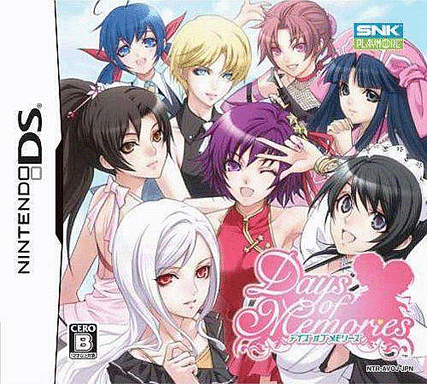 SNK
PLAYMORE
NINTENDO DS
Days
of
Memories
デイズ オブ メモリーズ
CERO
B
NTR-AVOJ-JPN